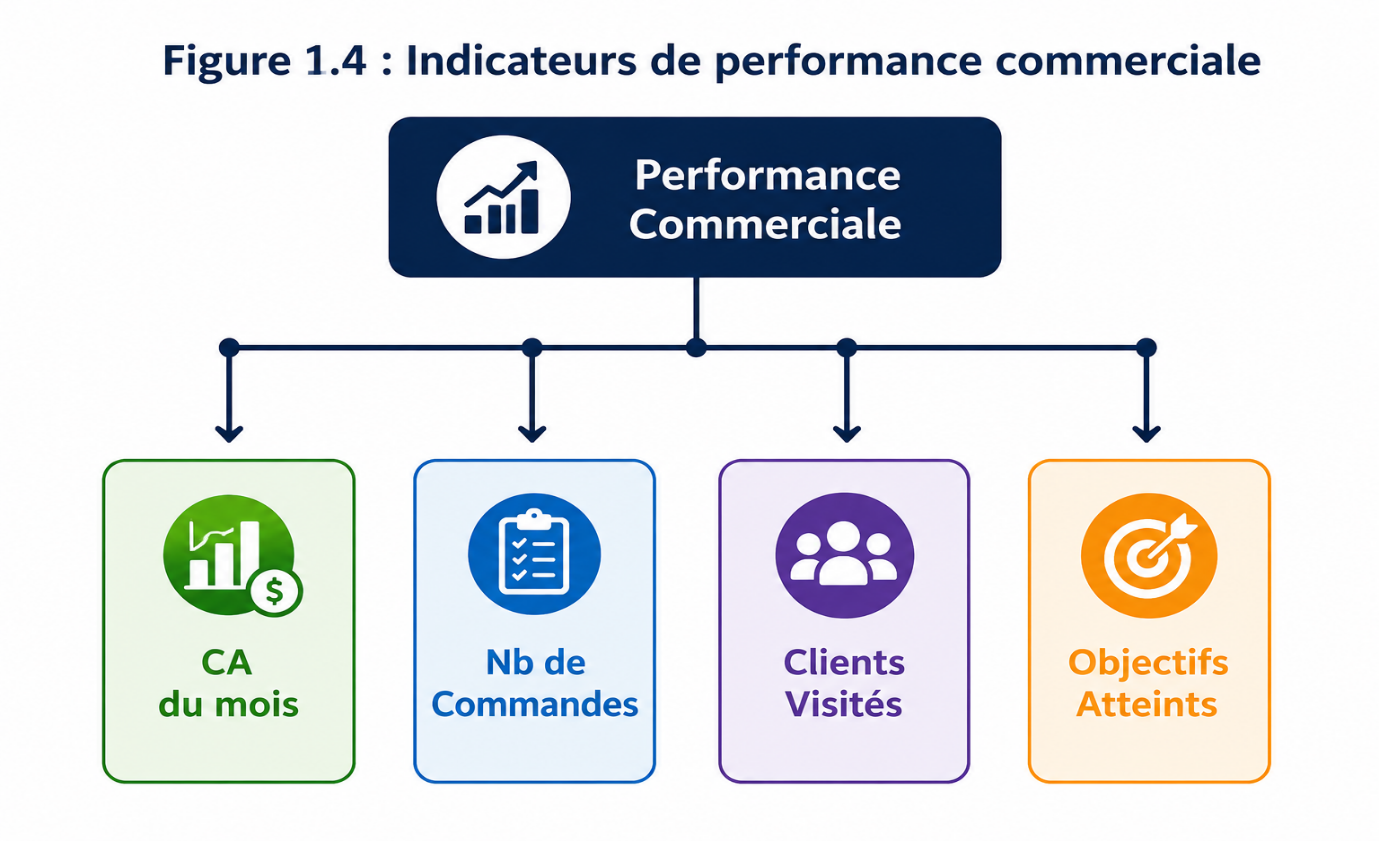 Figure 1.4 : Indicateurs de performance commerciale
Performance
Commerciale
$
CA
du mois
Nb de
Commandes
Clients
Visités
Objectifs
Atteints